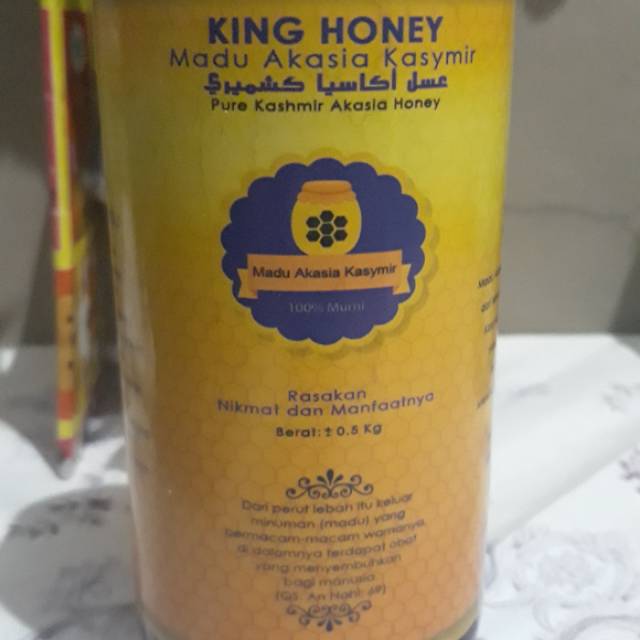 KING HONEY
Madu Akasia Kasymir
عسل أكاسيا كشميري
Pure Kashmir Akasia Honey
Madu Akasia Kasymir
100% Murni
Rasakan
Nikmat dan Manfaatnya
Berat: ± 0.5 Kg
Dari perut lebah itu keluar
minuman (madu) yang
bermacam-macam warnanya,
di dalamnya terdapat obat
yang menyembuhkan
bagi manusia.
(QS. An Nahl: 69)